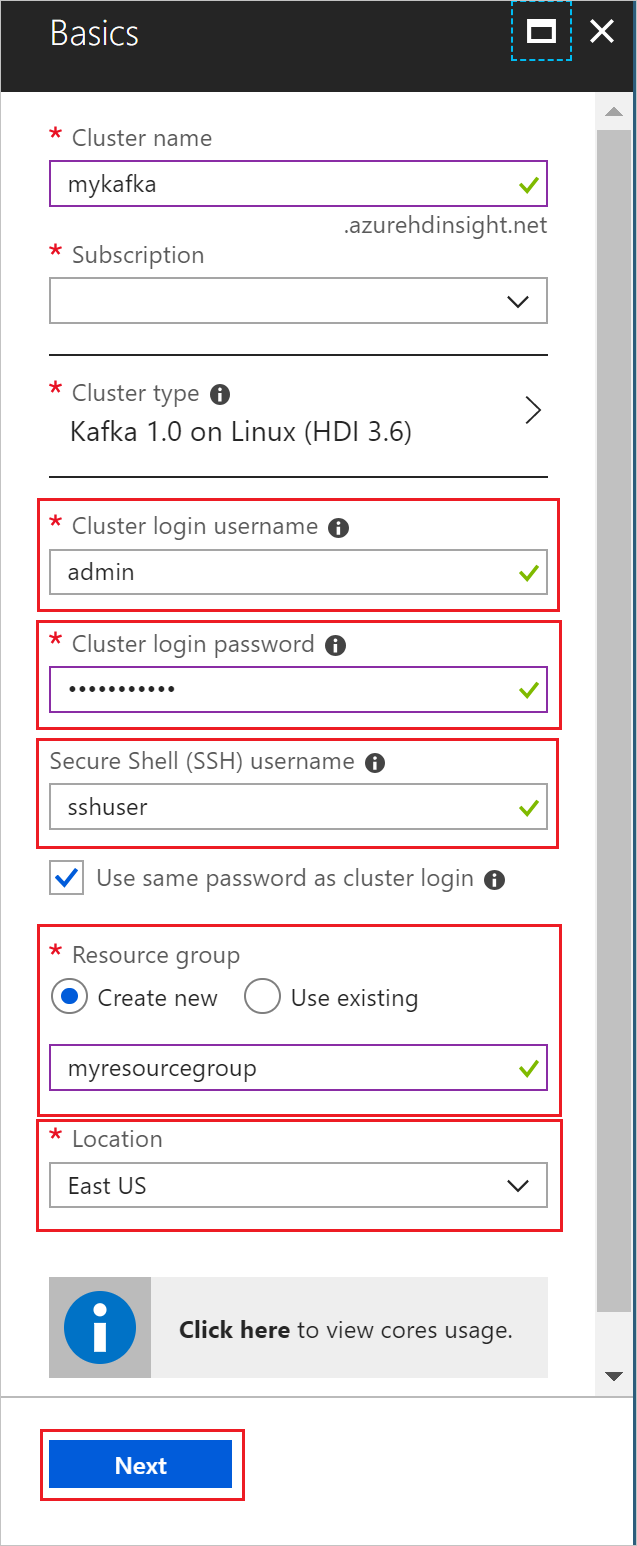 Basics
* Cluster name
mykafka
.azurehdinsight.net
* Subscription
* Cluster type
Kafka 1.0 on Linux (HDI 3.6)
* Cluster login username
admin
* Cluster login password
•••••••••••
Secure Shell (SSH) username
sshuser
Use same password as cluster login
* Resource group
Create new Use existing
myresourcegroup
* Location
East US
Click here to view cores usage.
Next